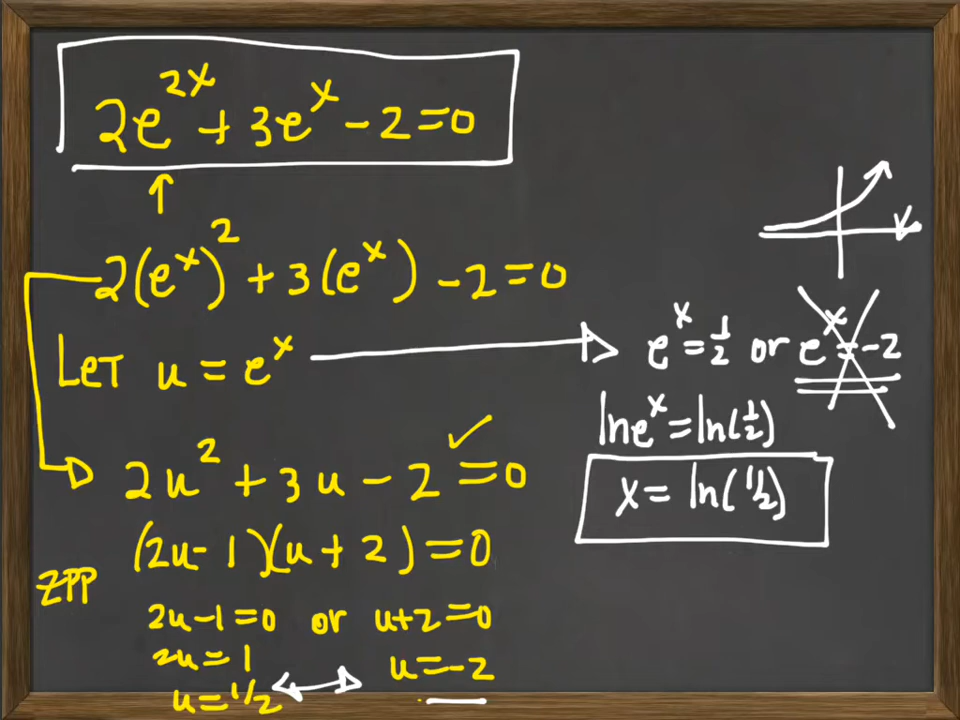 2e^{2x} + 3e^x - 2 = 0
2(e^x)^2 + 3(e^x) - 2 = 0
LET u = e^x
2u^2 + 3u - 2 = 0
(2u - 1)(u + 2) = 0
ZPP
2u - 1 = 0 or u + 2 = 0
2u = 1
u = -2
u = 1/2
e^x = 1/2 or e^x = -2
ln e^x = ln(1/2)
x = ln(1/2)